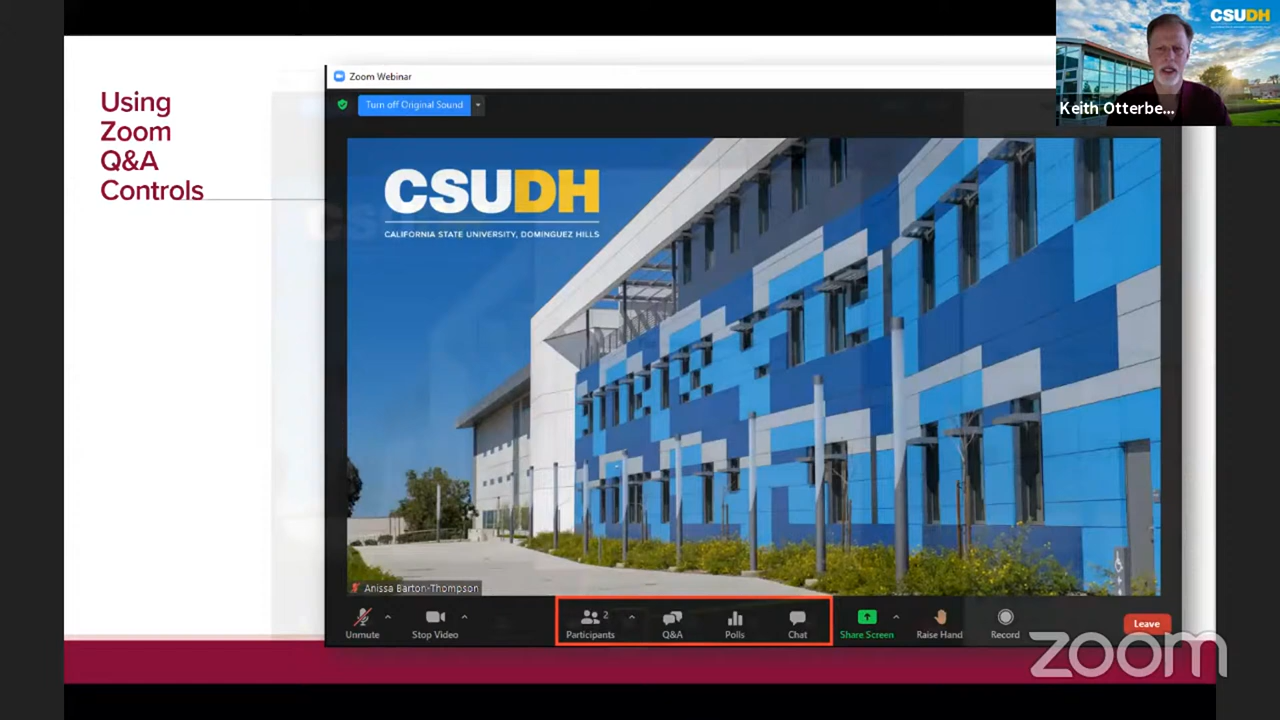 Using
Zoom
Q&A
Controls
Zoom Webinar
Turn off Original Sound
CSUDH
CALIFORNIA STATE UNIVERSITY, DOMINGUEZ HILLS
CSUDH
Keith Otterbe...
Anissa Barton-Thompson
Unmute
Stop Video
Participants
2
Q&A
Polls
Chat
Share Screen
Raise Hand
Record
Leave
zoom